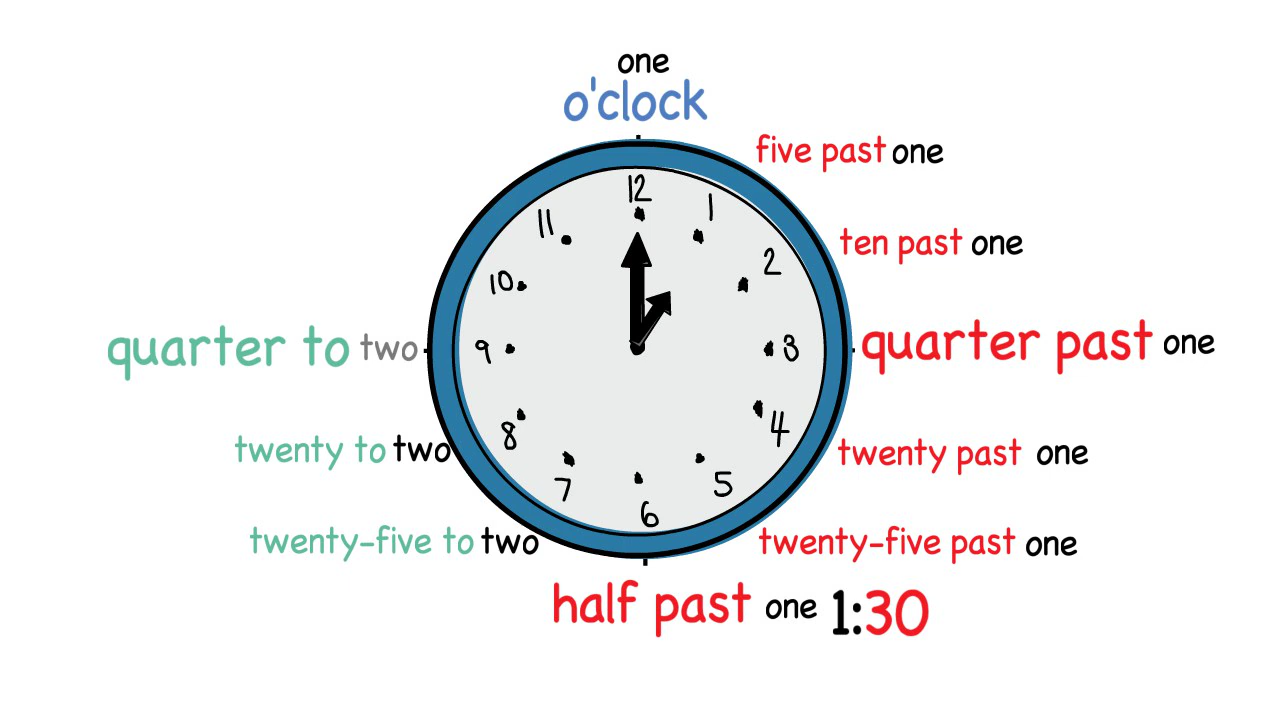 one
o'clock
five past one
ten past one
quarter past one
twenty past one
twenty-five past one
half past one 1:30
twenty-five to two
twenty to two
quarter to two
12
1
2
3
4
5
6
7
8
9
10
11